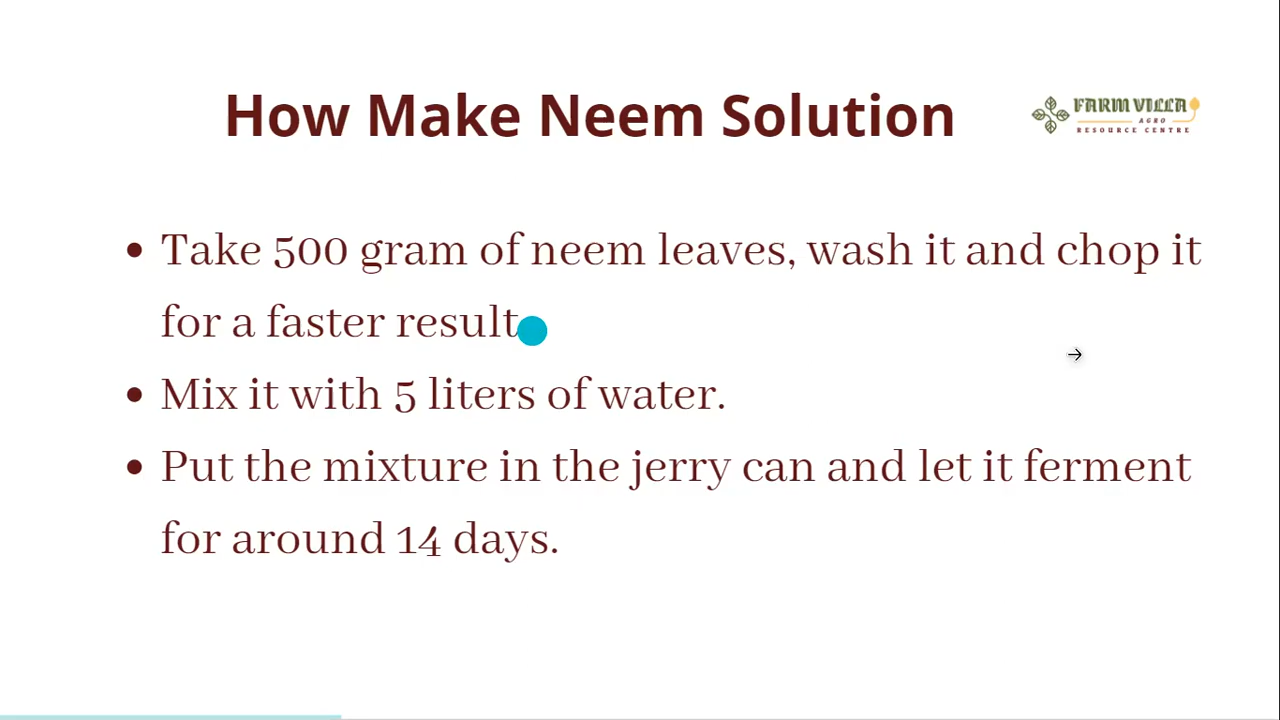 How Make Neem Solution
FARM VILLA
AGRO
RESOURCE CENTRE
• Take 500 gram of neem leaves, wash it and chop it
for a faster result
• Mix it with 5 liters of water.
• Put the mixture in the jerry can and let it ferment
for around 14 days.